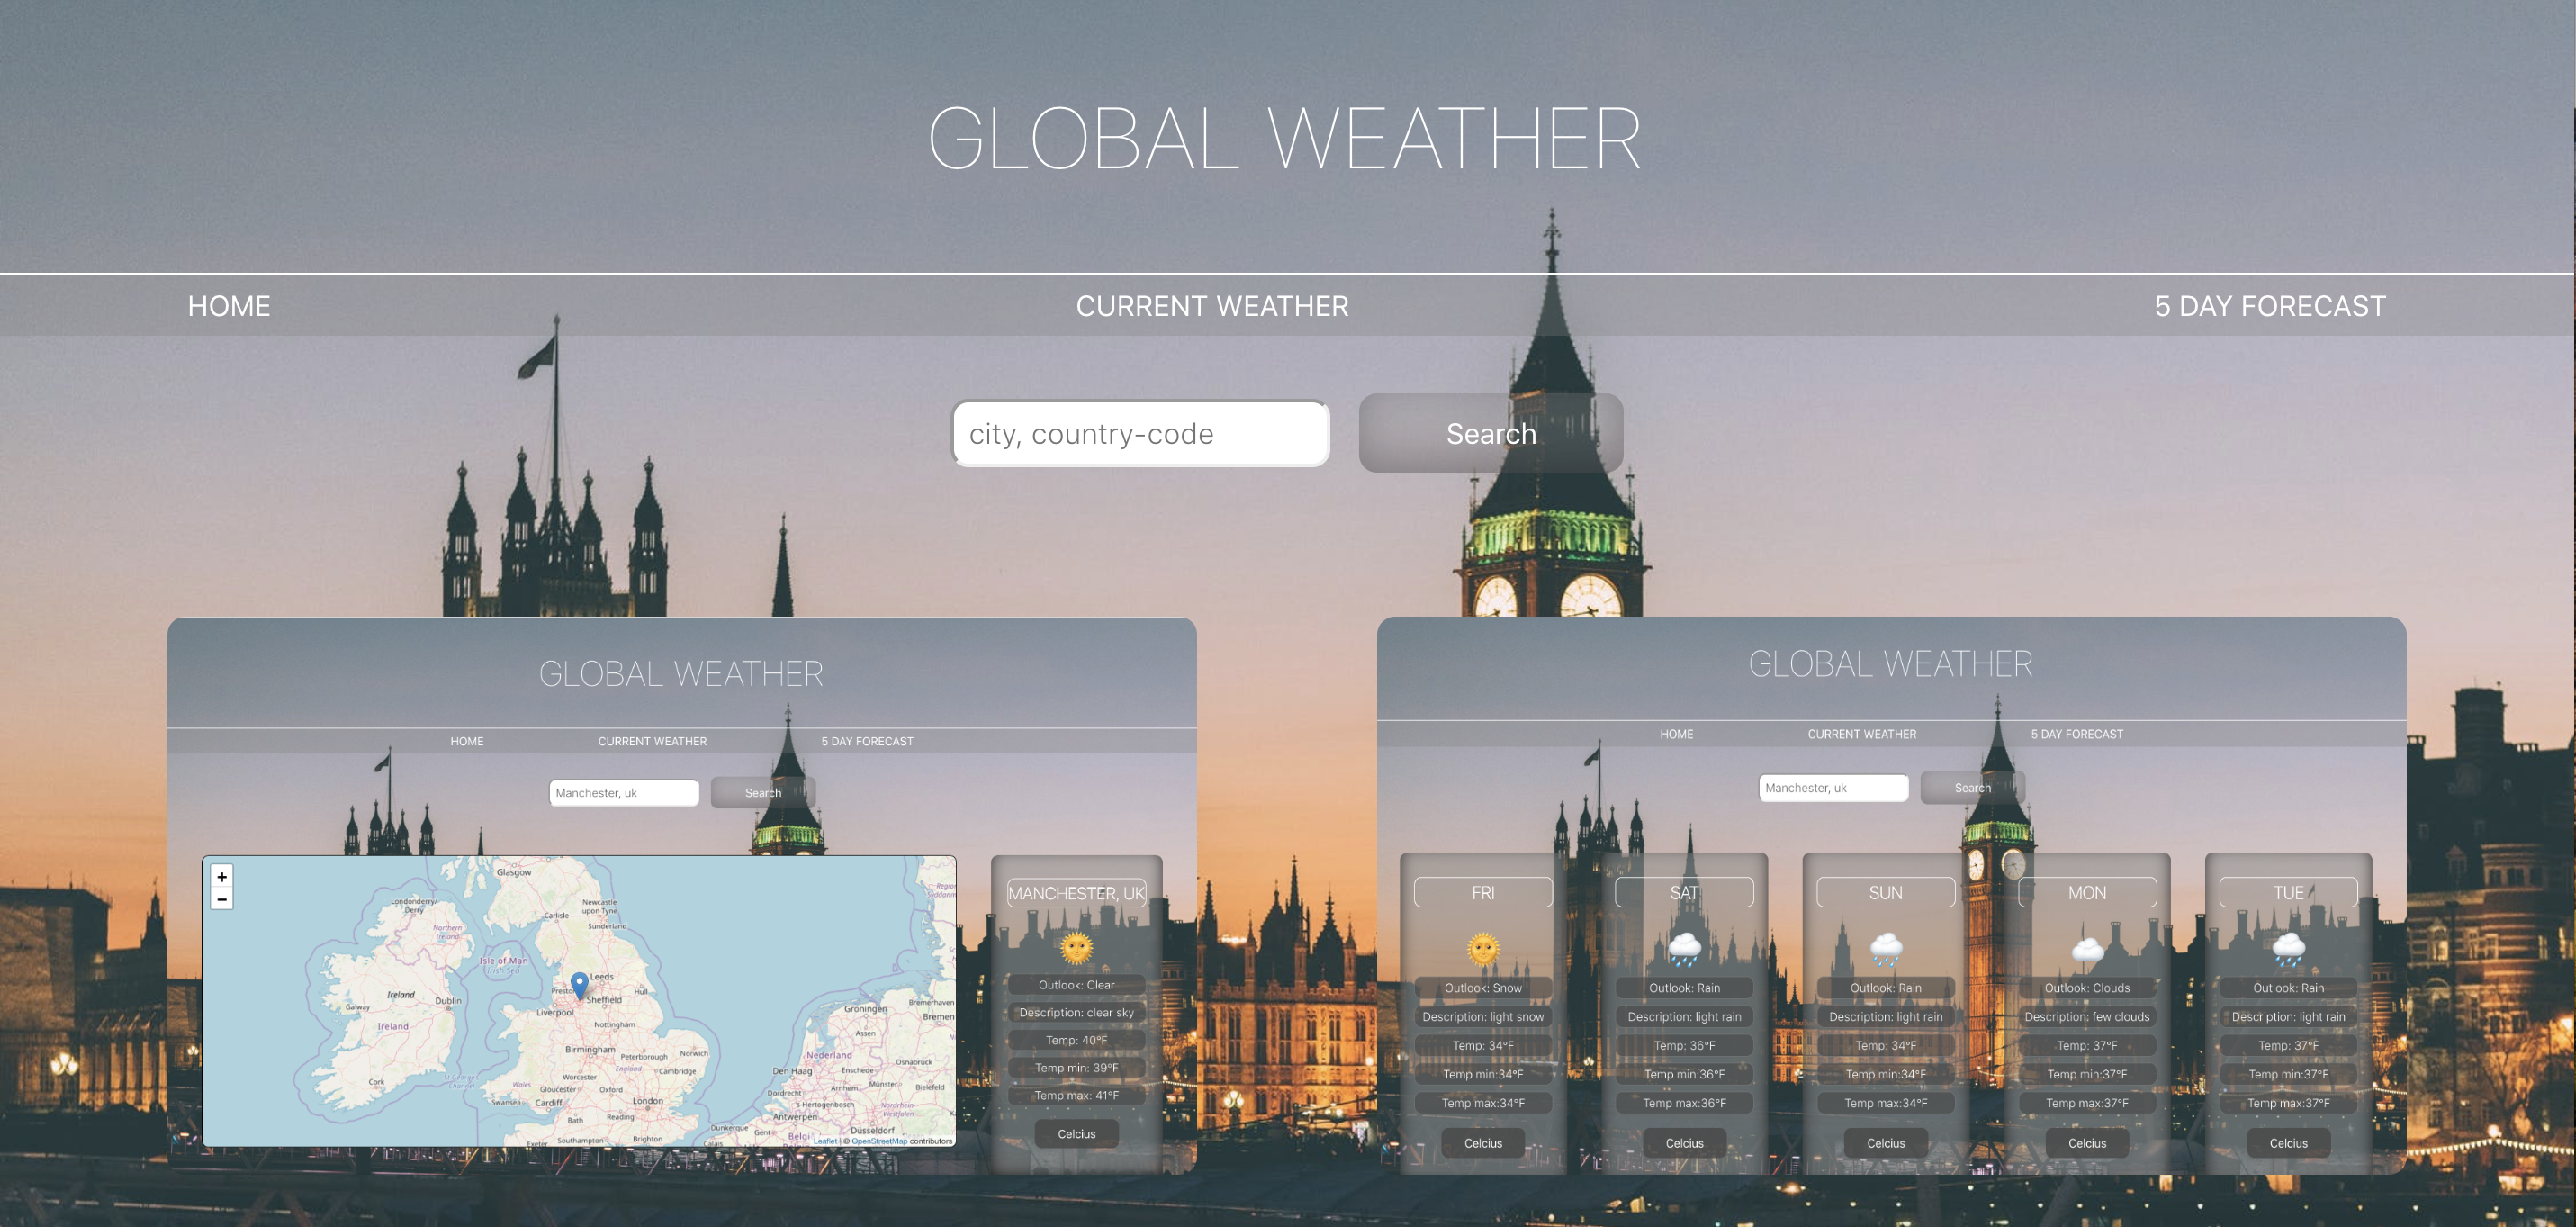 GLOBAL WEATHER
HOME CURRENT WEATHER 5 DAY FORECAST
city, country-code Search
GLOBAL WEATHER
HOME CURRENT WEATHER 5 DAY FORECAST
Manchester, uk Search
+
−
Glasgow
Londonderry/
Derry
Newcastle
upon Tyne
Carlisle
Sunderland
Northern
Ireland
Isle of Man
Irish Sea
Leeds
Preston
Hull
Sheffield
Ireland
Galway
Dublin
Liverpool
Ireland
Nottingham
Birmingham
Peterborough
Norwich
England
Worcester
Cambridge
Cork
Wales
Gloucester
Oxford
Swansea
Cardiff
London
Bath
Reading
Exeter
Southampton
Brighton
Calais
Dunkerque
Gent
Belgi
Antwerpen
Dordrecht
's-Hertogenbosch
Den Haag
Nederland
Enschede
Arnhem
Münster
Bielefeld
Osnabrück
Assen
Groningen
Bremerhaven
Bremen
Nordrhein-
Westfalen
Düsseldorf
Leaflet | © OpenStreetMap contributors
MANCHESTER, UK
Outlook: Clear
Description: clear sky
Temp: 40°F
Temp min: 39°F
Temp max: 41°F
Celcius
GLOBAL WEATHER
HOME CURRENT WEATHER 5 DAY FORECAST
Manchester, uk Search
FRI
Outlook: Snow
Description: light snow
Temp: 34°F
Temp min:34°F
Temp max:34°F
Celcius
SAT
Outlook: Rain
Description: light rain
Temp: 36°F
Temp min:36°F
Temp max:36°F
Celcius
SUN
Outlook: Rain
Description: light rain
Temp: 34°F
Temp min:34°F
Temp max:34°F
Celcius
MON
Outlook: Clouds
Description: few clouds
Temp: 37°F
Temp min:37°F
Temp max:37°F
Celcius
TUE
Outlook: Rain
Description: light rain
Temp: 37°F
Temp min:37°F
Temp max:37°F
Celcius